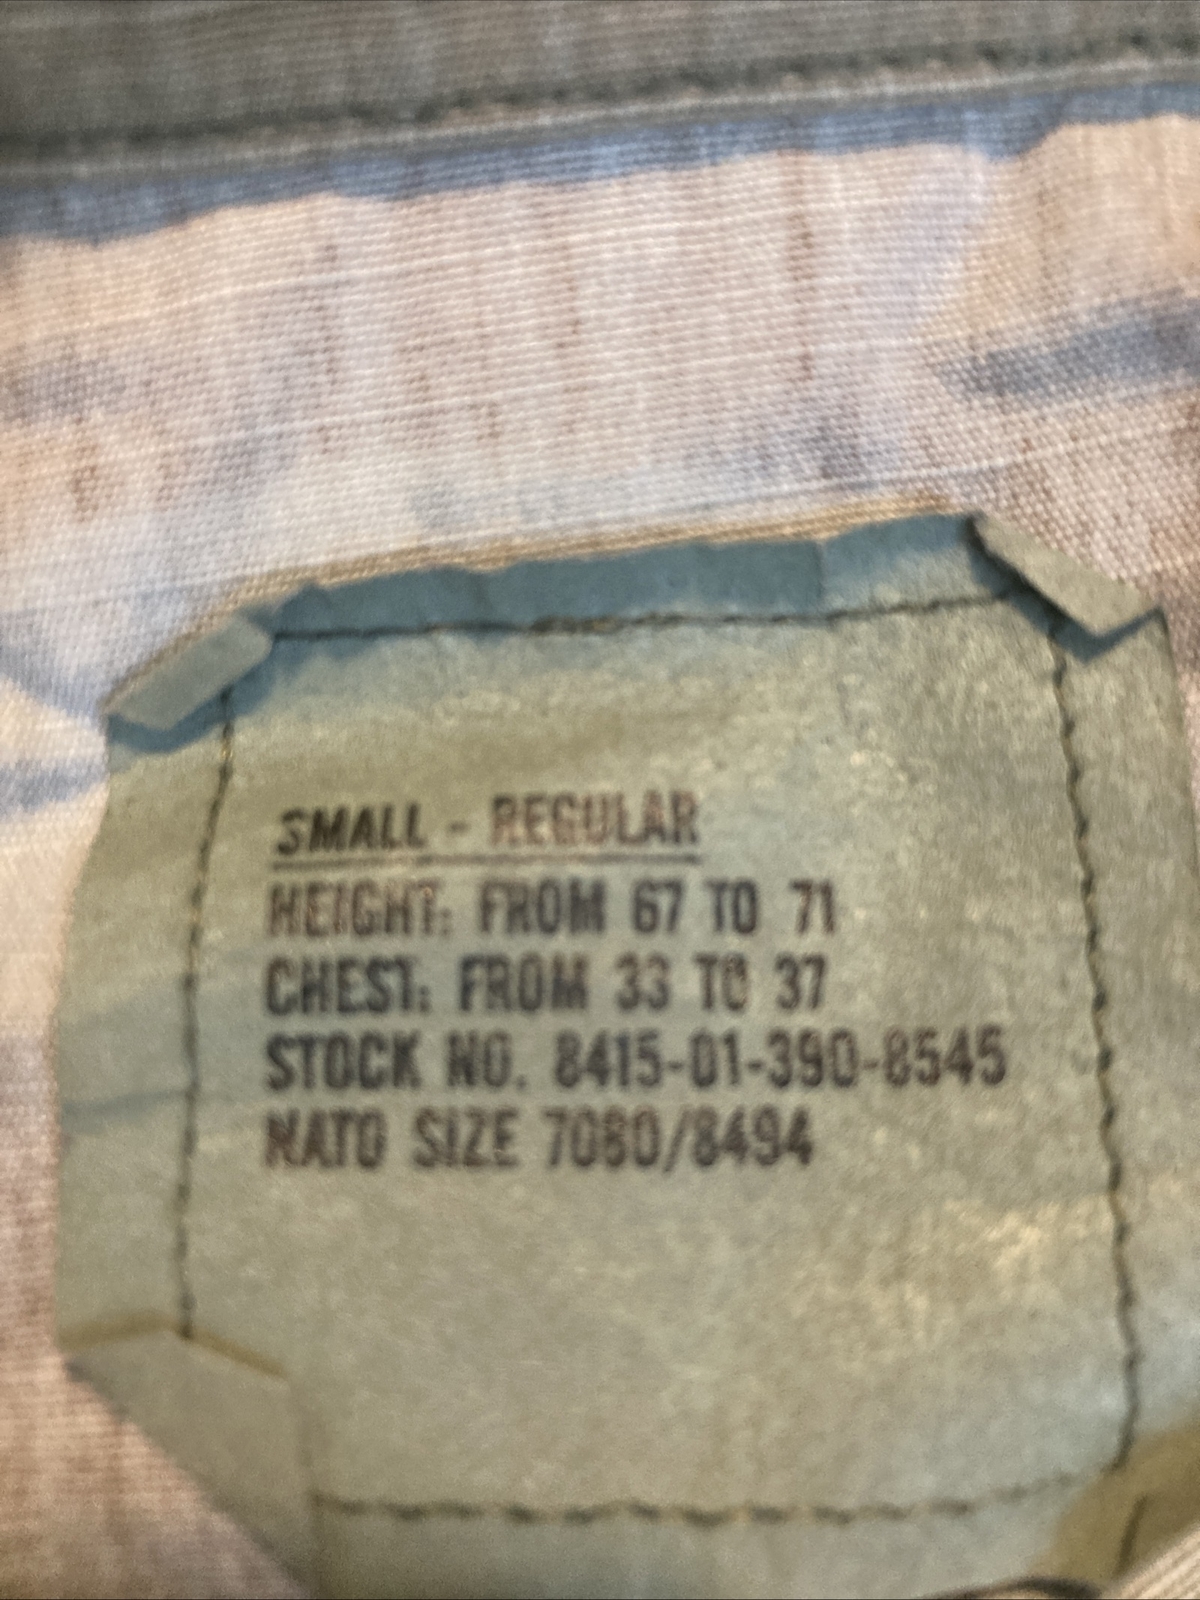 SMALL - REGULAR
HEIGHT: FROM 67 TO 71
CHEST: FROM 33 TO 37
STOCK NO. 8415-01-390-8545
NATO SIZE 7080/8494